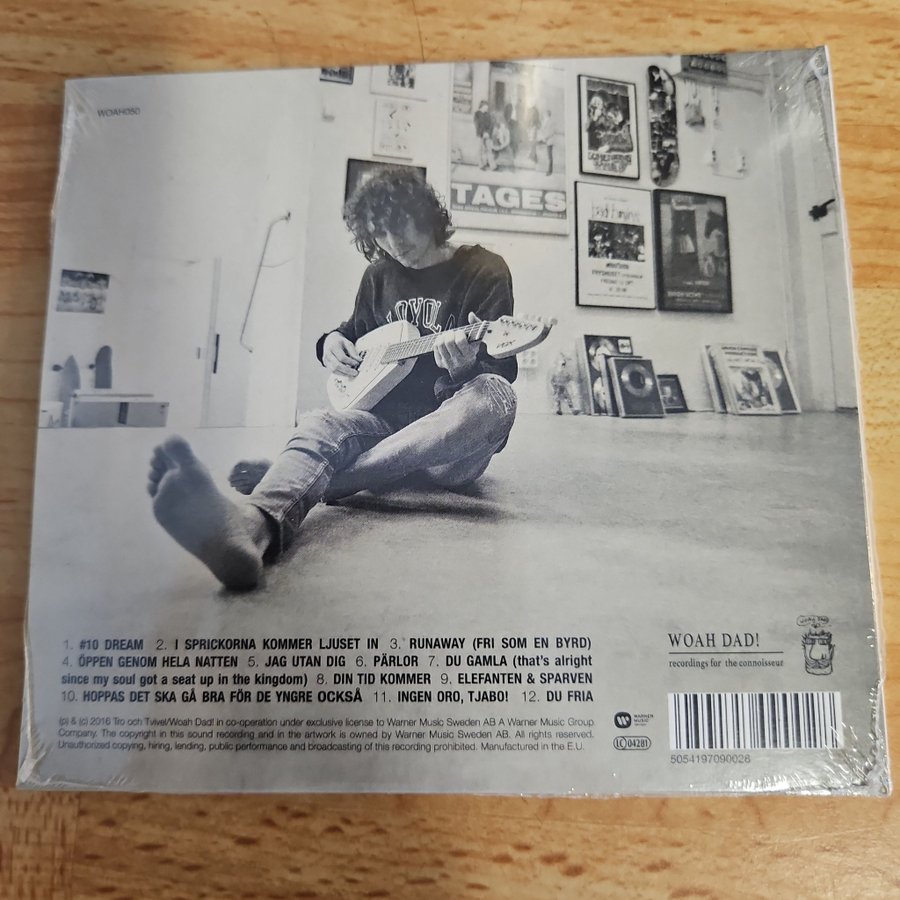 WOAH050
TAGES
LOYOLA
1. #10 DREAM 2. I SPRICKORNA KOMMER LJUSET IN 3. RUNAWAY (FRI SOM EN BYRD)
4. ÖPPEN GENOM HELA NATTEN 5. JAG UTAN DIG 6. PÄRLOR 7. DU GAMLA (that's alright
since my soul got a seat up in the kingdom) 8. DIN TID KOMMER 9. ELEFANTEN & SPARVEN
10. HOPPAS DET SKA GÅ BRA FÖR DE YNGRE OCKSÅ 11. INGEN ORO, TJABO! 12. DU FRIA
(p) & (c) 2016 Tro och Tvivel/Woah Dad! in co-operation under exclusive license to Warner Music Sweden AB A Warner Music Group.
Company. The copyright in this sound recording and in the artwork is owned by Warner Music Sweden AB. All rights reserved.
Unauthorized copying, hiring, lending, public performance and broadcasting of this recording prohibited. Manufactured in the E.U.
WOAH DAD!
recordings for the connoisseur
WARNER
MUSIC
LC 04281
5054197090028